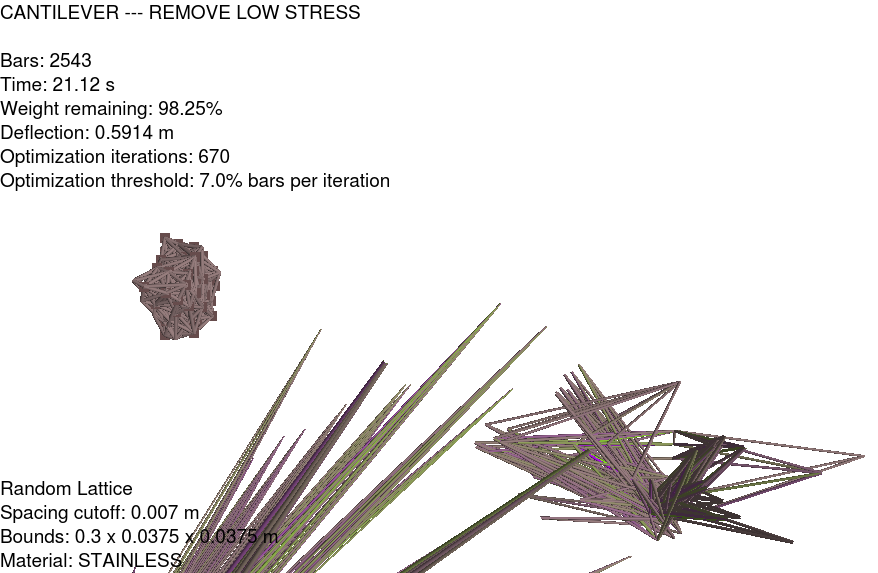 CANTILEVER --- REMOVE LOW STRESS
Bars: 2543
Time: 21.12 s
Weight remaining: 98.25%
Deflection: 0.5914 m
Optimization iterations: 670
Optimization threshold: 7.0% bars per iteration
Random Lattice
Spacing cutoff: 0.007 m
Bounds: 0.3 x 0.0375 x 0.0375 m
Material: STAINLESS